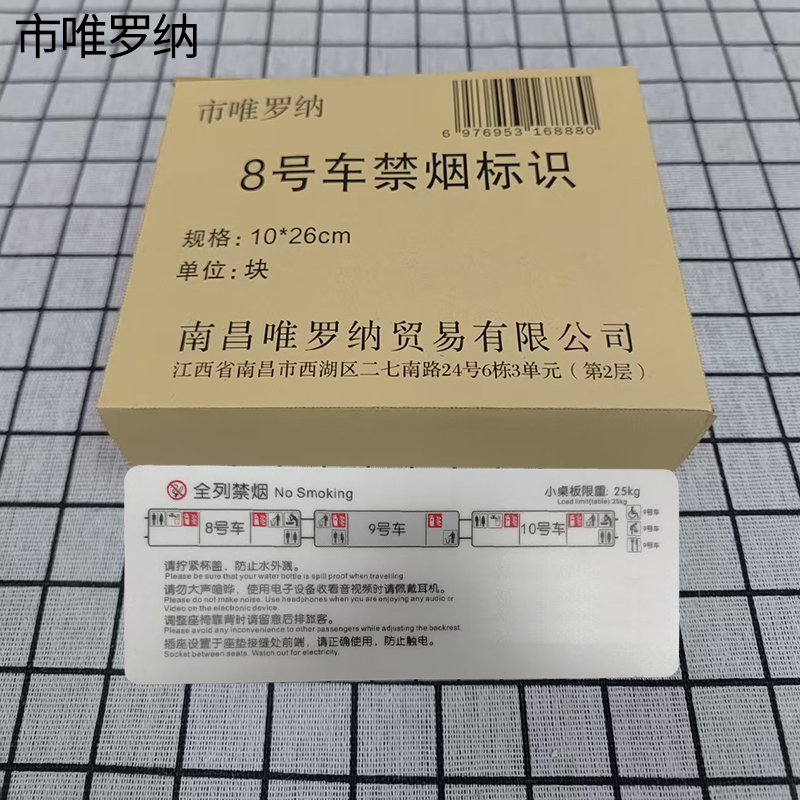 市唯罗纳
市唯罗纳
6 976953 168880
8号车禁烟标识
规格: 10*26cm
单位: 块
南昌唯罗纳贸易有限公司
江西省南昌市西湖区二七南路24号6栋3单元（第2层）
全列禁烟 No Smoking
小桌板限重: 25kg
Load limit(table):25kg
8号车
9号车
10号车
9号车
9号车
9号车
请拧紧杯盖，防止水外溅。
Please be sure that your water bottle is spill proof when travelling
请勿大声喧哗，使用电子设备收看音视频时请佩戴耳机。
Please do not make noise. Use headphones when you are enjoying any audio or
Video on the electronic device.
调整座椅靠背时请留意后排旅客。
Please avoid any inconvenience to other passengers while adjusting the backrest.
插座设置于座垫接缝处前端，请正确使用，防止触电。
Socket between seats. Watch out for electricity.